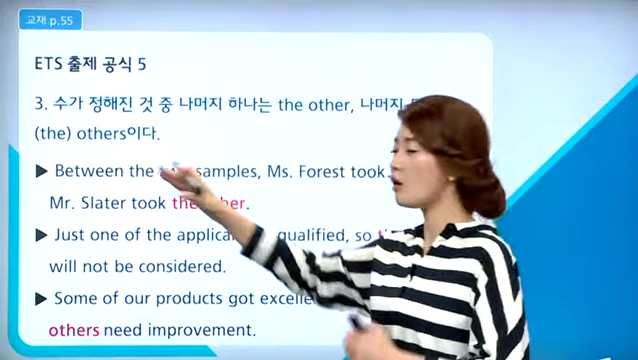 교재 p.55
ETS 출제 공식 5
3. 수가 정해진 것 중 나머지 하나는 the other, 나머지
(the) others이다.
▶ Between the samples, Ms. Forest took
Mr. Slater took the other.
▶ Just one of the qualified, so
will not be considered.
▶ Some of our products got
others need improvement.